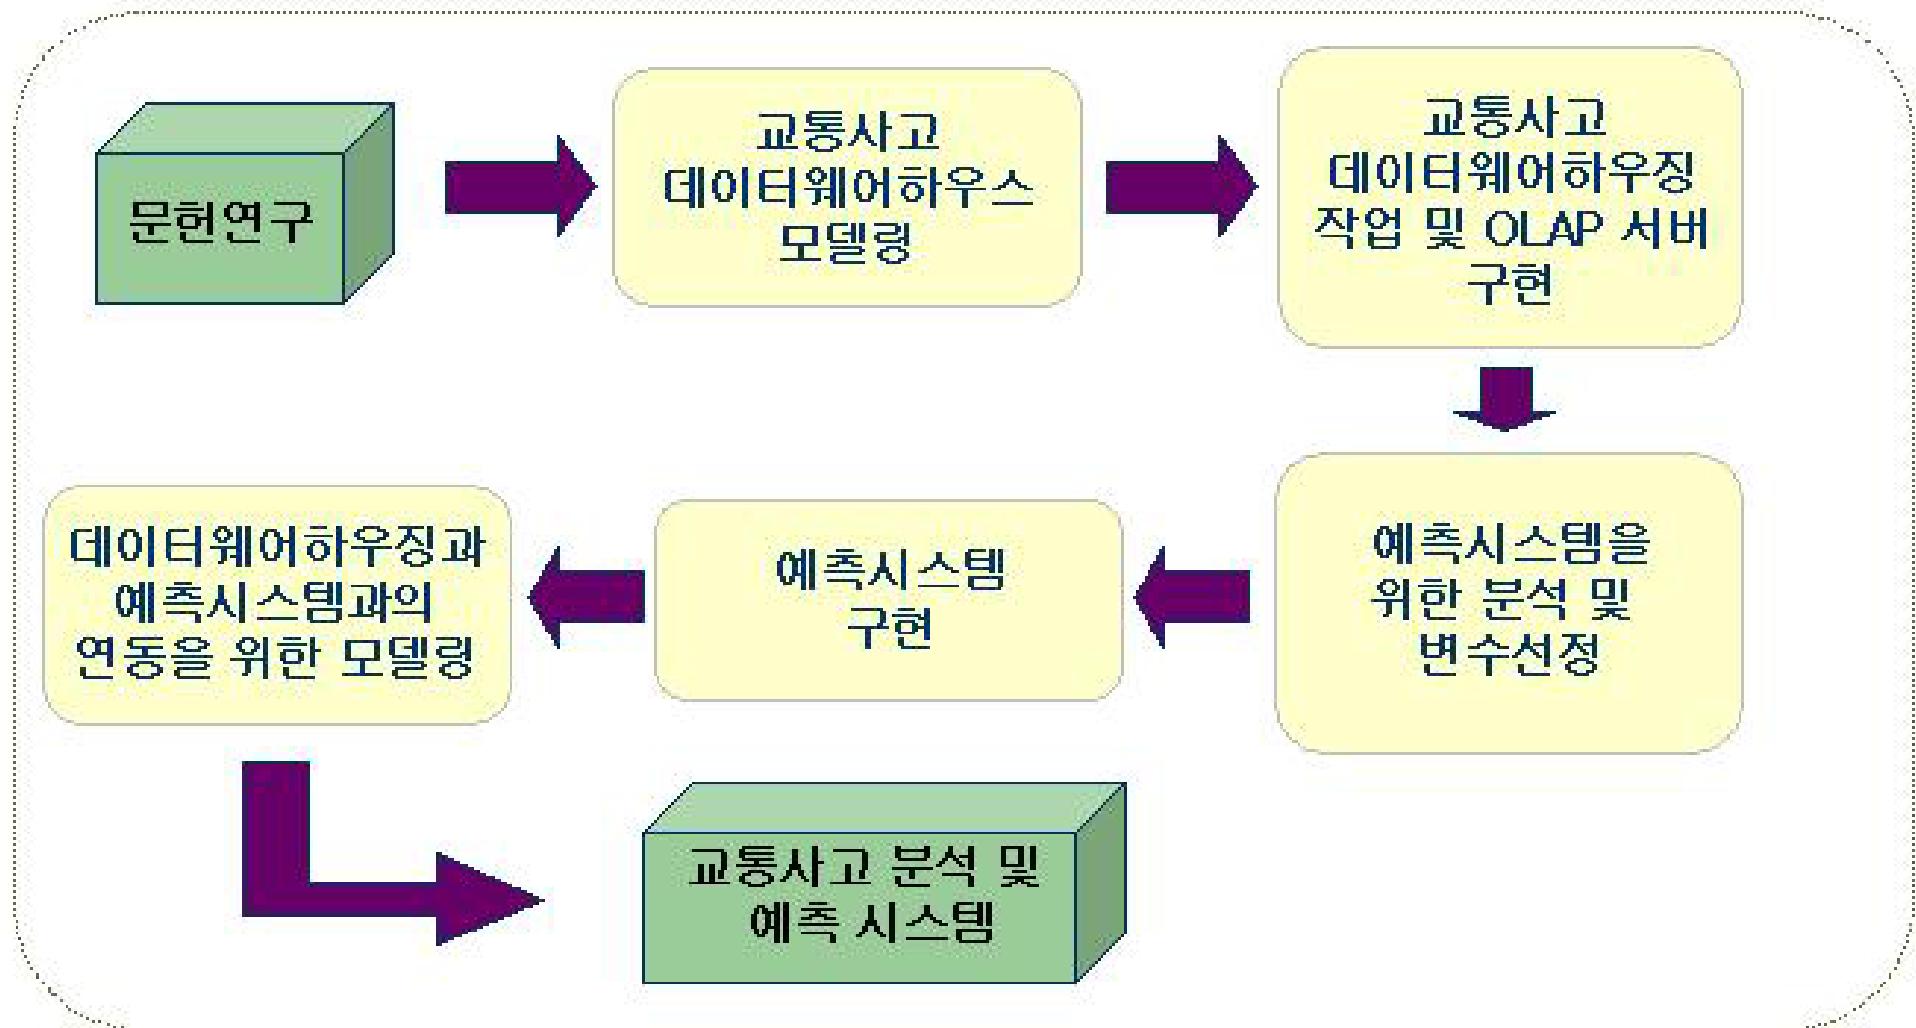 문헌연구
교통사고
데이터웨어하우스
모델링
교통사고
데이터웨어하우징
작업 및 OLAP 서버
구현
예측시스템을
위한 분석 및
변수선정
예측시스템
구현
데이터웨어하우징과
예측시스템과의
연동을 위한 모델링
교통사고 분석 및
예측 시스템